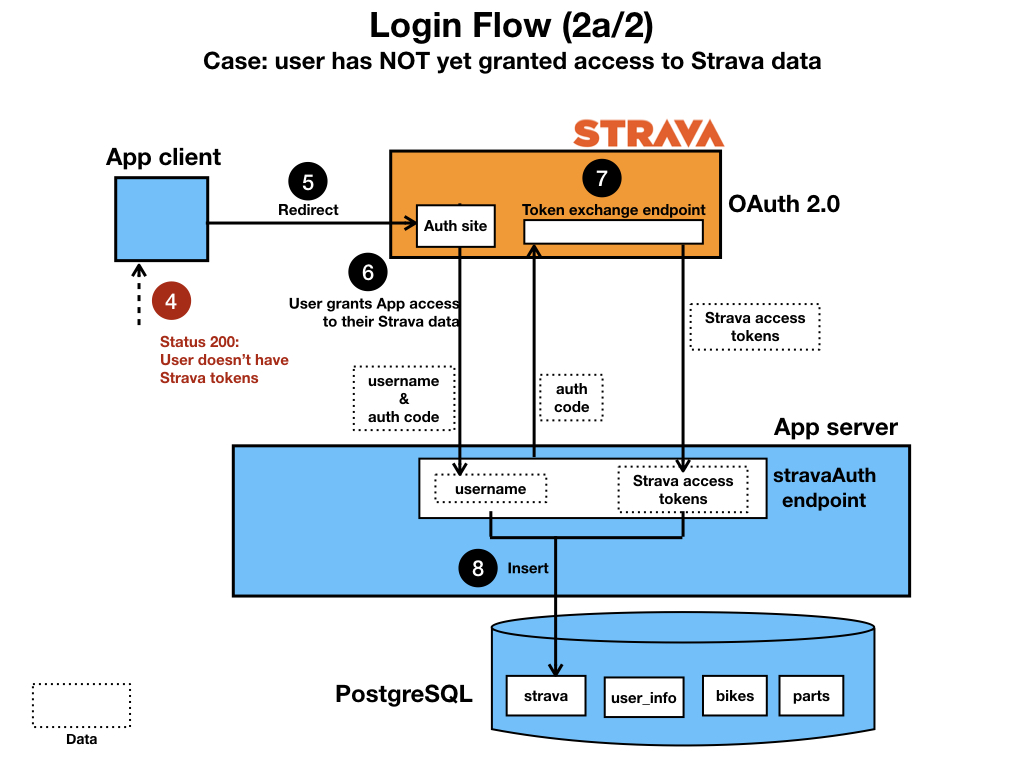 Login Flow (2a/2)
Case: user has NOT yet granted access to Strava data
STRAVA
App client
5
Redirect
7
Token exchange endpoint
OAuth 2.0
Auth site
6
User grants App access
to their Strava data
4
Status 200:
User doesn’t have
Strava tokens
Strava access
tokens
username
&
auth code
auth
code
App server
stravaAuth
endpoint
username
Strava access
tokens
8
Insert
PostgreSQL
strava
user_info
bikes
parts
Data